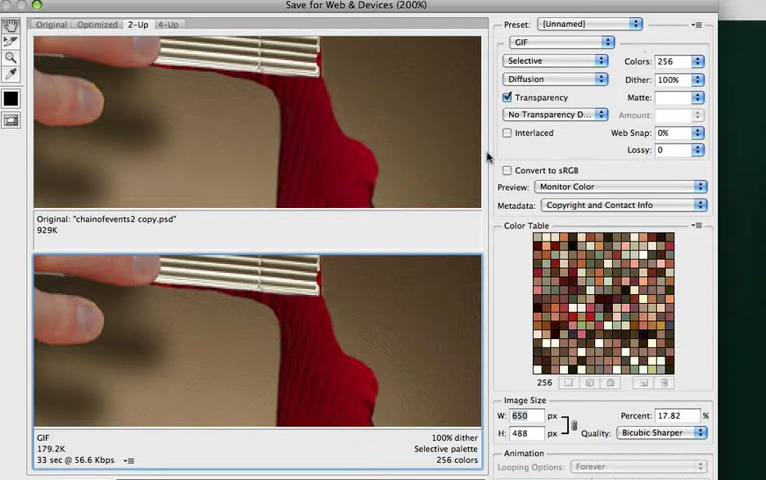 Save for Web & Devices (200%)
Original Optimized 2-Up 4-Up
Preset: [Unnamed]
GIF
Selective Colors: 256
Diffusion Dither: 100%
Transparency Matte:
No Transparency D... Amount:
Interlaced Web Snap: 0%
Lossy: 0
Convert to sRGB
Preview: Monitor Color
Metadata: Copyright and Contact Info
Original: "chainofevents2 copy.psd"
929K
Color Table
256
GIF 100% dither
179.2K Selective palette
33 sec @ 56.6 Kbps 256 colors
Image Size
W: 650 px Percent: 17.82 %
H: 488 px Quality: Bicubic Sharper
Animation
Looping Options: Forever